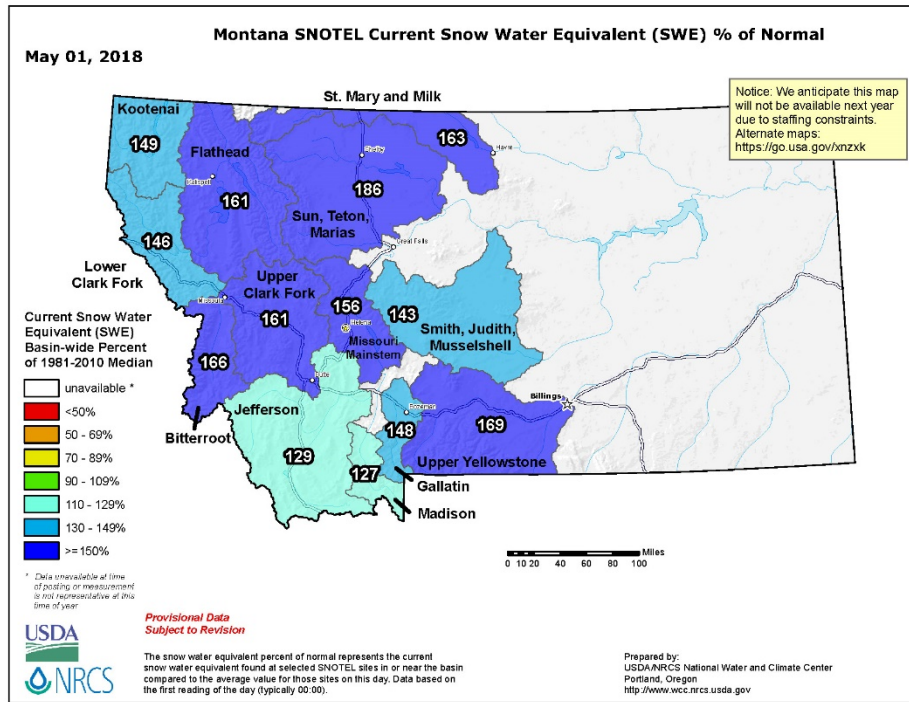 Montana SNOTEL Current Snow Water Equivalent (SWE) % of Normal
May 01, 2018
St. Mary and Milk
Notice: We anticipate this map
will not be available next year
due to staffing constraints.
Alternate maps:
https://go.usa.gov/xnzxk
Kootenai
149
Flathead
163
Havre
Shelby
Kalispell
161
186
Sun, Teton,
Marias
146
Great Falls
Lower
Clark Fork
Upper
Clark Fork
Missoula
161
156
Helena
Missouri
Mainstem
143
Smith, Judith,
Musselshell
Current Snow Water
Equivalent (SWE)
Basin-wide Percent
of 1981-2010 Median
unavailable *
<50%
50 - 69%
70 - 89%
90 - 109%
110 - 129%
130 - 149%
>=150%
166
Bitterroot
Butte
Jefferson
129
Bozeman
148
127
Gallatin
Madison
Billings
169
Upper Yellowstone
Miles
0 10 20 40 60 80 100
* Data unavailable at time
of posting or measurement
is not representative at this
time of year
Provisional Data
Subject to Revision
USDA
NRCS
The snow water equivalent percent of normal represents the current
snow water equivalent found at selected SNOTEL sites in or near the basin
compared to the average value for those sites on this day. Data based on
the first reading of the day (typically 00:00).
Prepared by:
USDA/NRCS National Water and Climate Center
Portland, Oregon
http://www.wcc.nrcs.usda.gov